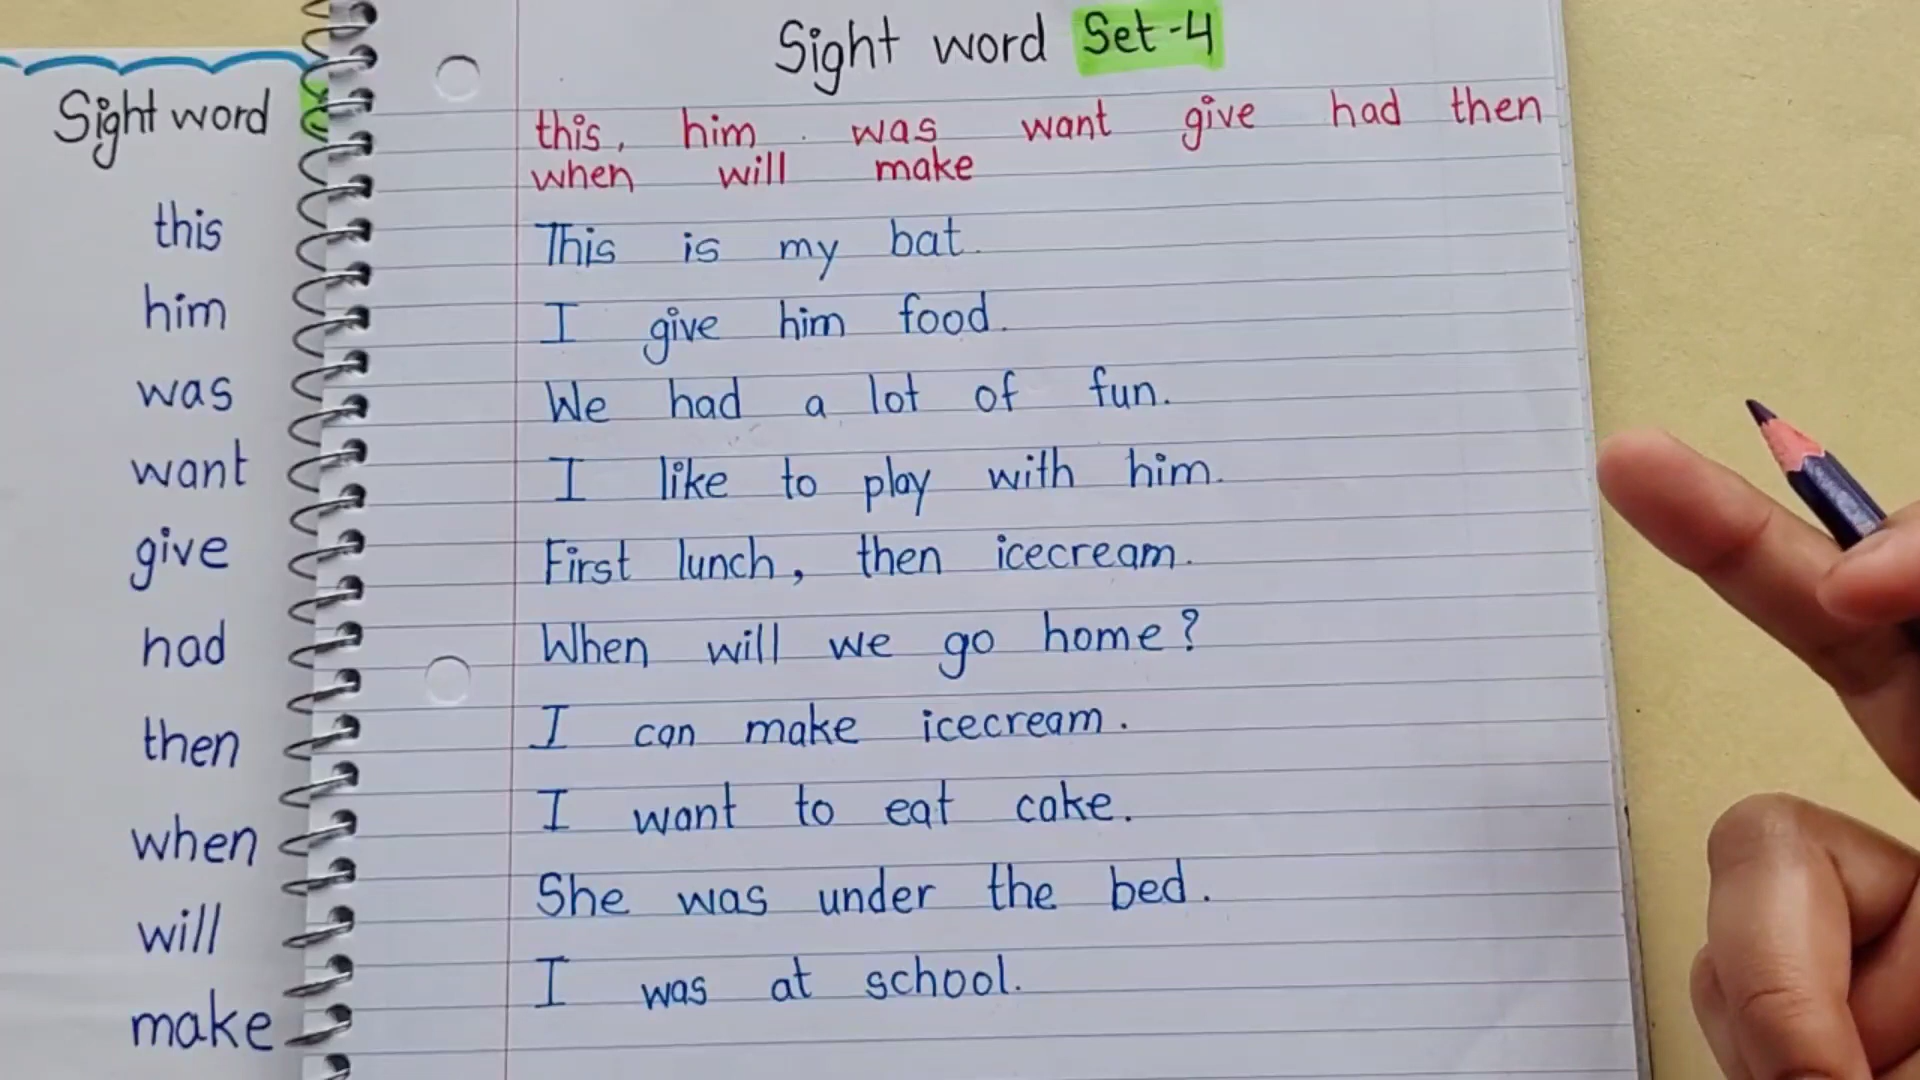 Sight word
this
him
was
want
give
had
then
when
will
make
Sight word Set-4
this, him . was want give had then
when will make
This is my bat.
I give him food.
We had a lot of fun.
I like to play with him.
First lunch, then icecream.
When will we go home?
I can make icecream.
I want to eat cake.
She was under the bed.
I was at school.